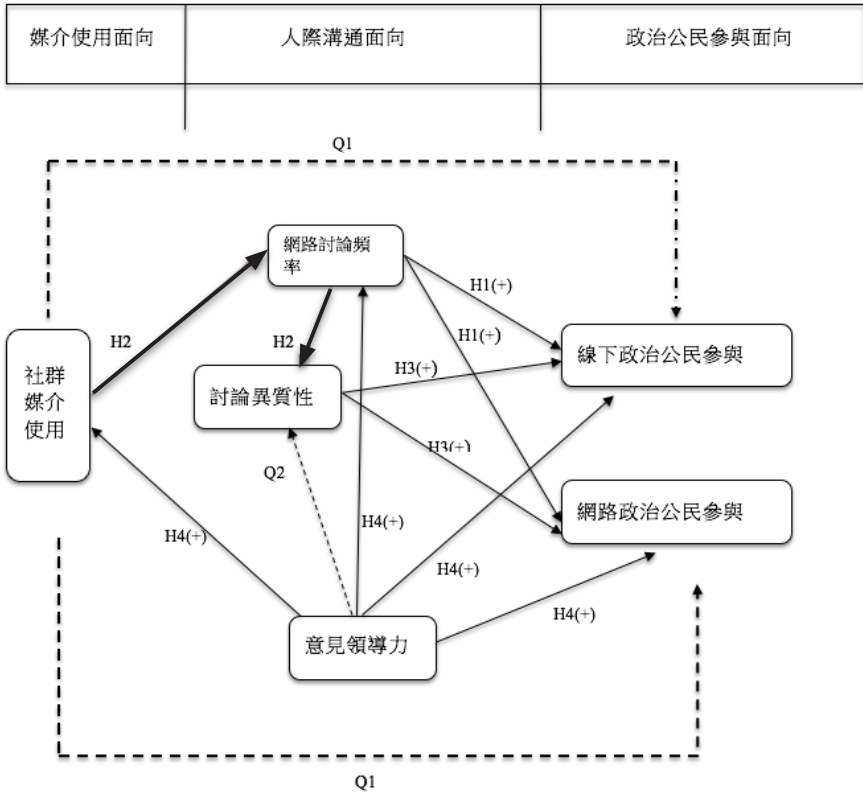 媒介使用面向
人際溝通面向
政治公民參與面向
Q1
網路討論頻
率
H1(+)
H2
H2
H1(+)
線下政治公民參與
社群
媒介
使用
討論異質性
H3(+)
H3(+)
Q2
網路政治公民參與
H4(+)
H4(+)
H4(+)
H4(+)
意見領導力
Q1